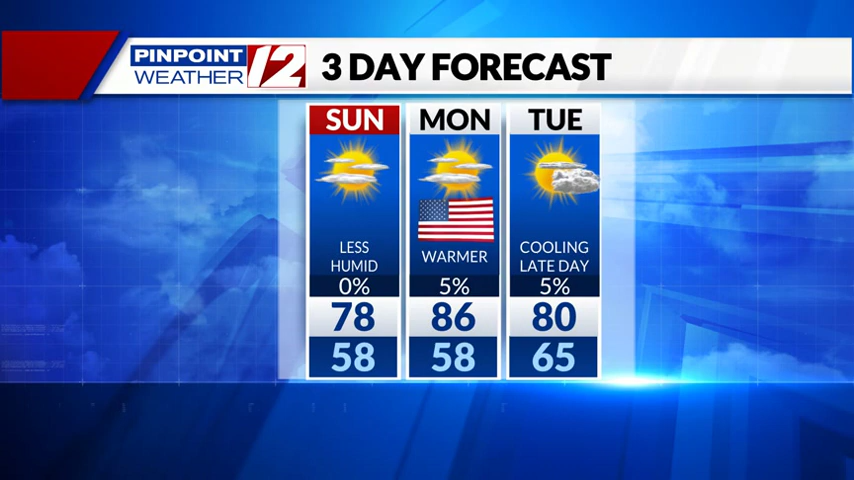 PINPOINT
WEATHER 12
3 DAY FORECAST
SUN MON TUE
LESS
HUMID
WARMER
COOLING
LATE DAY
0% 5% 5%
78 86 80
58 58 65